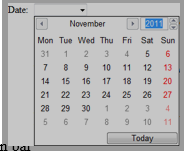 Date:
November 2011
Mon Tue Wed Thu Fri Sat Sun
31 1 2 3 4 5 6
7 8 9 10 11 12 13
14 15 16 17 18 19 20
21 22 23 24 25 26 27
28 29 30 1 2 3 4
5 6 7 8 9 10 11
Today